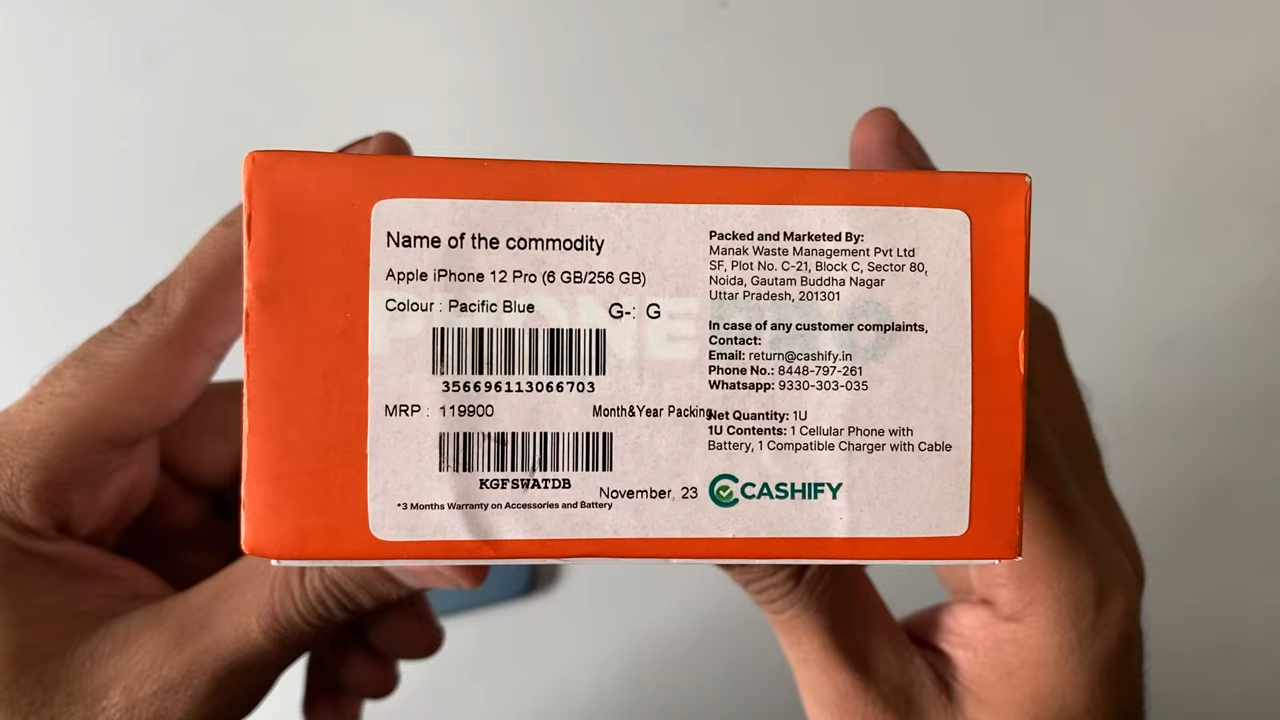 Name of the commodity
Apple iPhone 12 Pro (6 GB/256 GB)
Colour : Pacific Blue
G-: G
356696113066703
MRP : 119900
Month&Year Packing
KGFSWATDB
November, 23
*3 Months Warranty on Accessories and Battery
Packed and Marketed By:
Manak Waste Management Pvt Ltd
SF, Plot No. C-21, Block C, Sector 80,
Noida, Gautam Buddha Nagar
Uttar Pradesh, 201301
In case of any customer complaints,
Contact:
Email: return@cashify.in
Phone No.: 8448-797-261
Whatsapp: 9330-303-035
Net Quantity: 1U
1U Contents: 1 Cellular Phone with
Battery, 1 Compatible Charger with Cable
CASHIFY